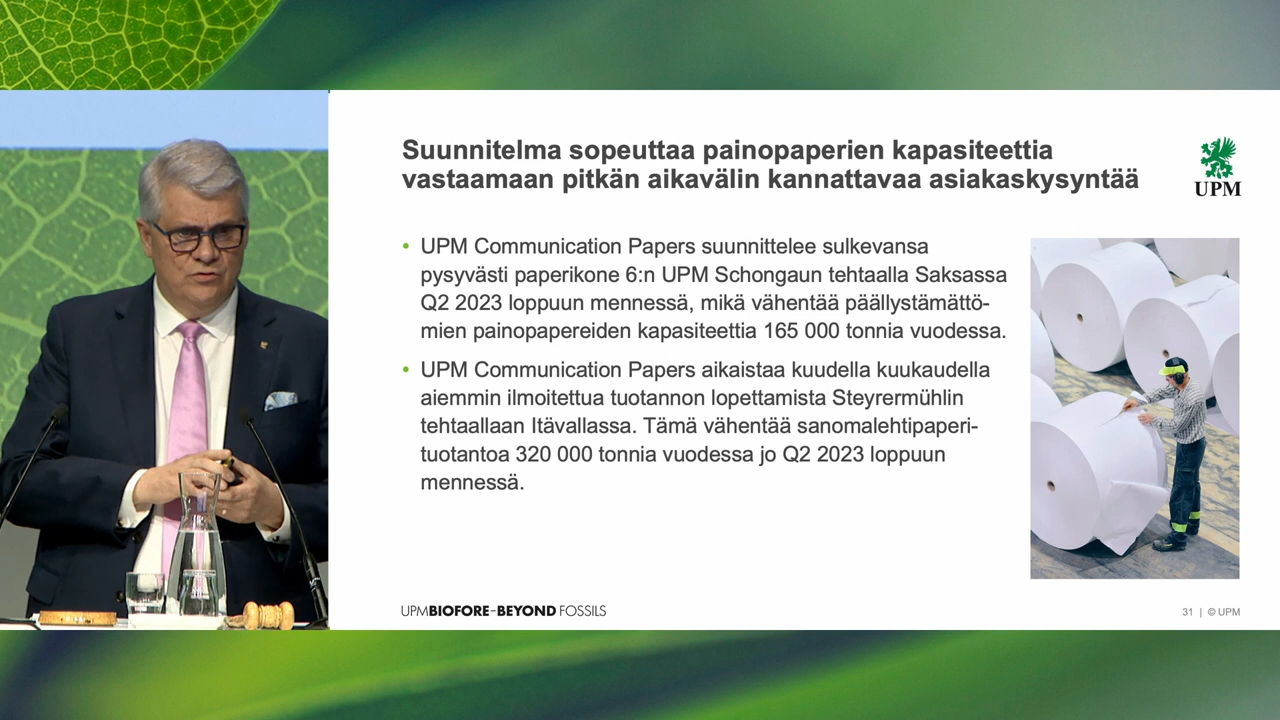 Suunnitelma sopeuttaa painopaperien kapasiteettia
vastaamaan pitkän aikavälin kannattavaa asiakaskysyntää
UPM
• UPM Communication Papers suunnittelee sulkevansa
pysyvästi paperikone 6:n UPM Schongaun tehtaalla Saksassa
Q2 2023 loppuun mennessä, mikä vähentää päällystämättö-
mien painopapereiden kapasiteettia 165 000 tonnia vuodessa.
• UPM Communication Papers aikaistaa kuudella kuukaudella
aiemmin ilmoitettua tuotannon lopettamista Steyrermühlin
tehtaallaan Itävallassa. Tämä vähentää sanomalehtipaperi-
tuotantoa 320 000 tonnia vuodessa jo Q2 2023 loppuun
mennessä.
UPM BIOFORE–BEYOND FOSSILS
31 | © UPM